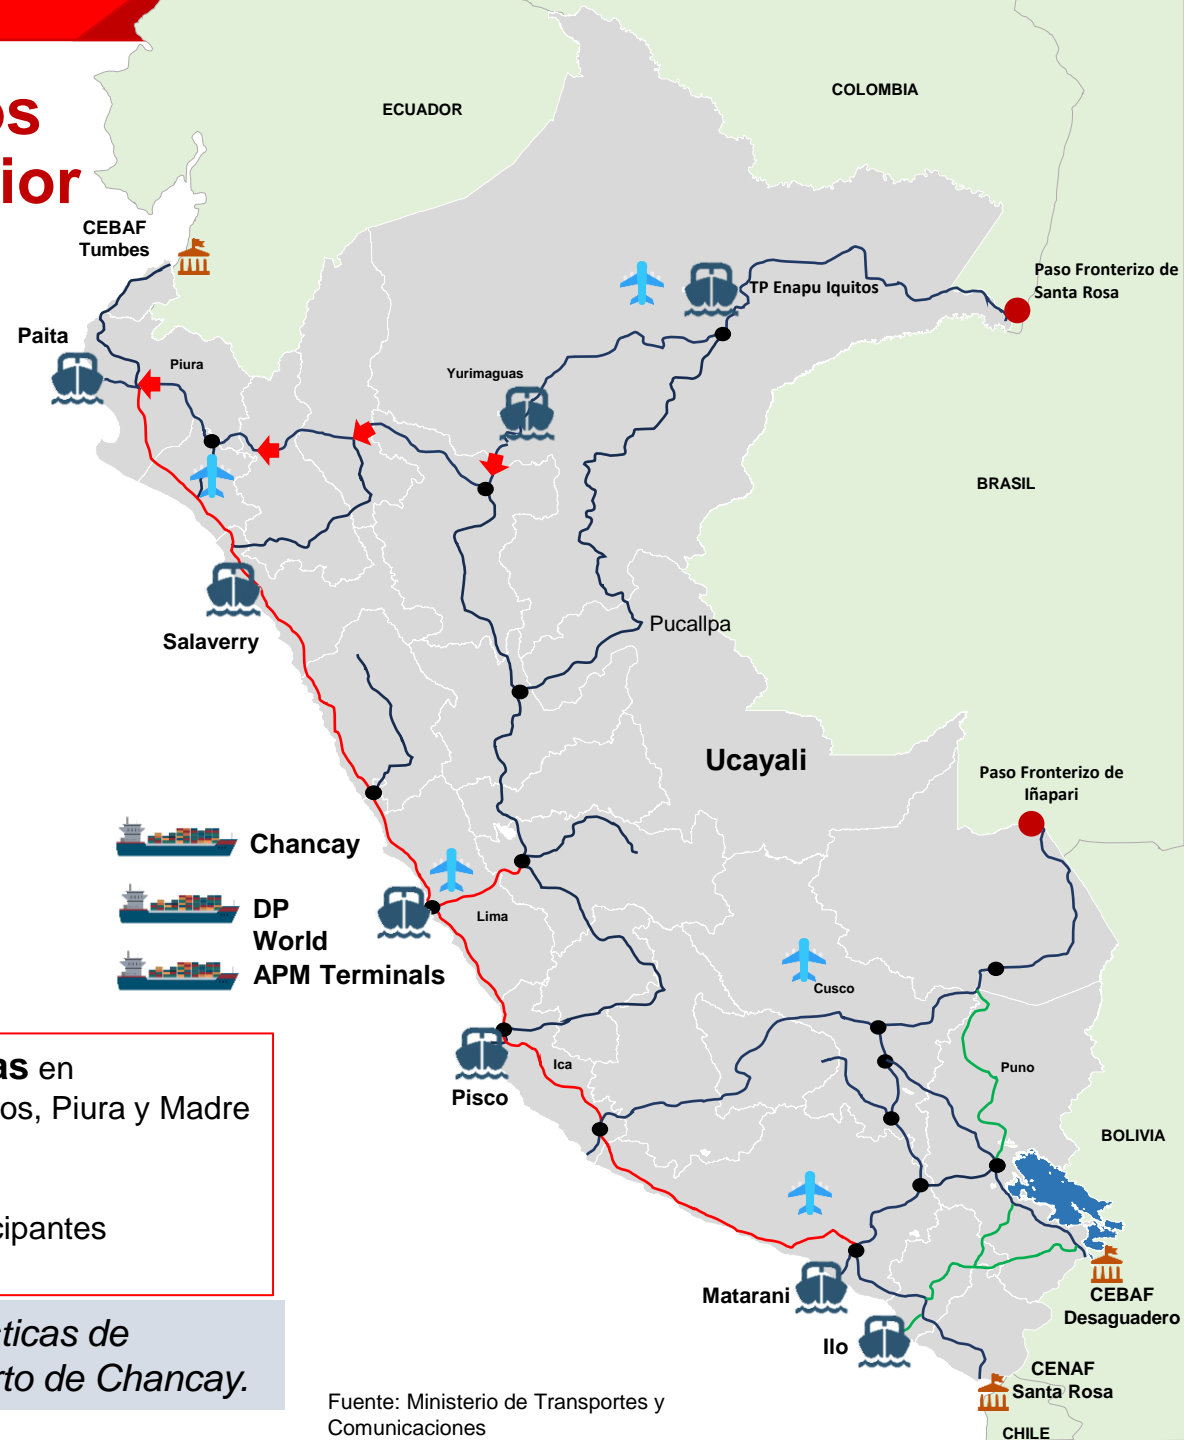 os
ior
COLOMBIA
ECUADOR
CEBAF
Tumbes
Paso Fronterizo de
Santa Rosa
TP Enapu Iquitos
Paita
Piura
Yurimaguas
BRASIL
Salaverry
Pucallpa
Ucayali
Paso Fronterizo de
Iñapari
Chancay
DP
World
APM Terminals
Lima
Cusco
as en
os, Piura y Madre
cipantes
Ica
Pisco
Puno
BOLIVIA
Matarani
Ilo
CEBAF
Desaguadero
CENAF
Santa Rosa
CHILE
sticas de
rto de Chancay.
Fuente: Ministerio de Transportes y
Comunicaciones